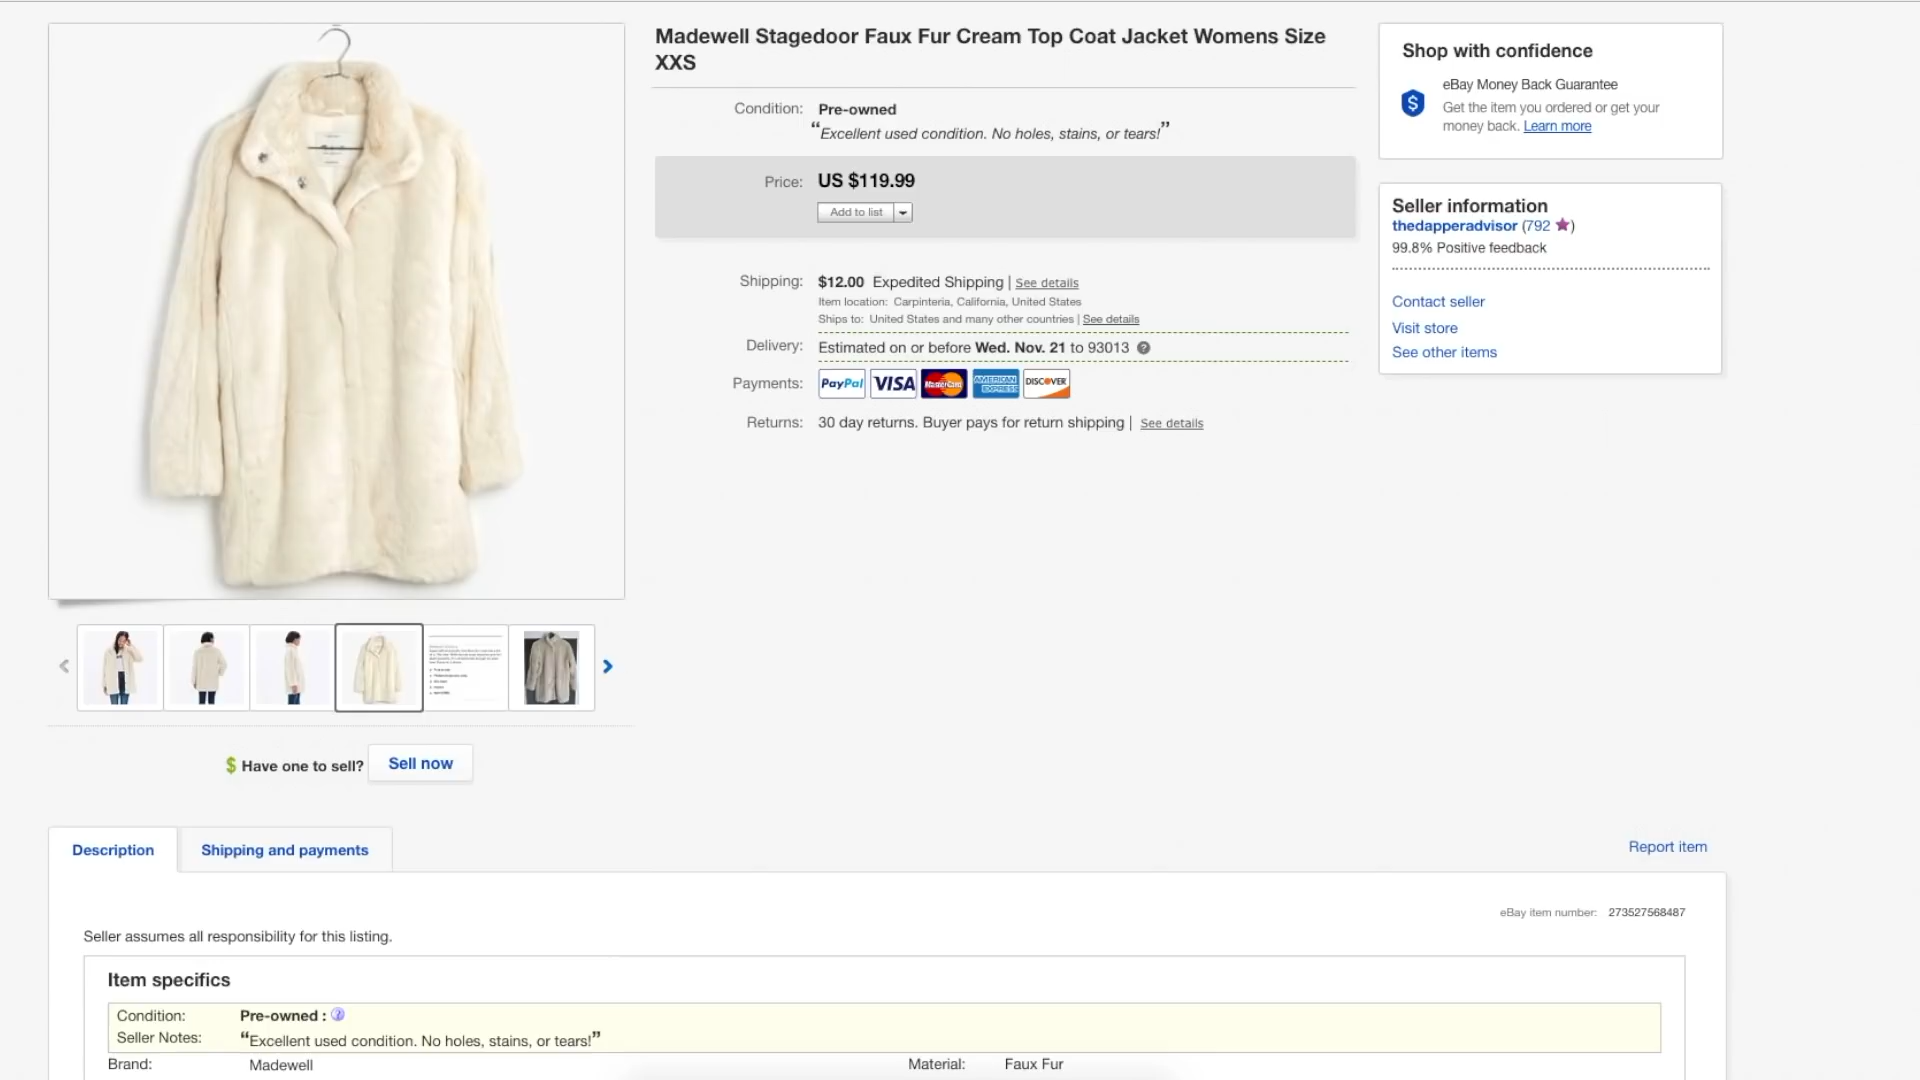 Madewell Stagedoor Faux Fur Cream Top Coat Jacket Womens Size
XXS
Condition: Pre-owned
“Excellent used condition. No holes, stains, or tears!”
Price: US $119.99
Add to list
Shipping: $12.00 Expedited Shipping | See details
Item location: Carpinteria, California, United States
Ships to: United States and many other countries | See details
Delivery: Estimated on or before Wed. Nov. 21 to 93013
Payments: PayPal VISA MasterCard AMERICAN EXPRESS DISCOVER
Returns: 30 day returns. Buyer pays for return shipping | See details
Shop with confidence
eBay Money Back Guarantee
Get the item you ordered or get your
money back. Learn more
Seller information
thedapperadvisor (792)
99.8% Positive feedback
Contact seller
Visit store
See other items
$ Have one to sell? Sell now
Description
Shipping and payments
Report item
eBay item number: 273527568487
Seller assumes all responsibility for this listing.
Item specifics
Condition: Pre-owned :
Seller Notes: “Excellent used condition. No holes, stains, or tears!”
Brand: Madewell Material: Faux Fur